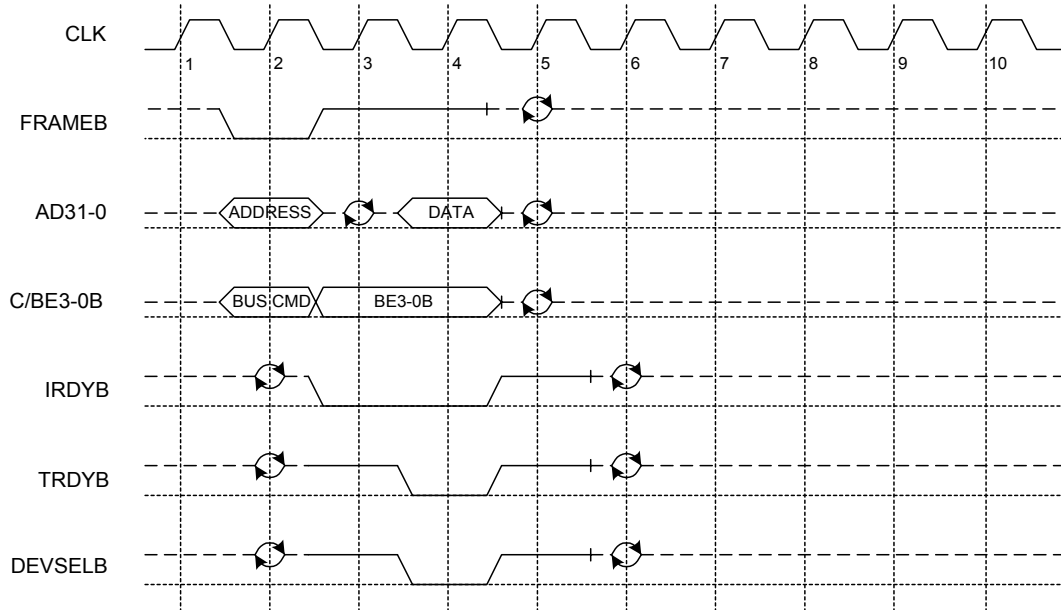 CLK
1 2 3 4 5 6 7 8 9 10
FRAMEB
AD31-0 ADDRESS DATA
C/BE3-0B BUS CMD BE3-0B
IRDYB
TRDYB
DEVSELB